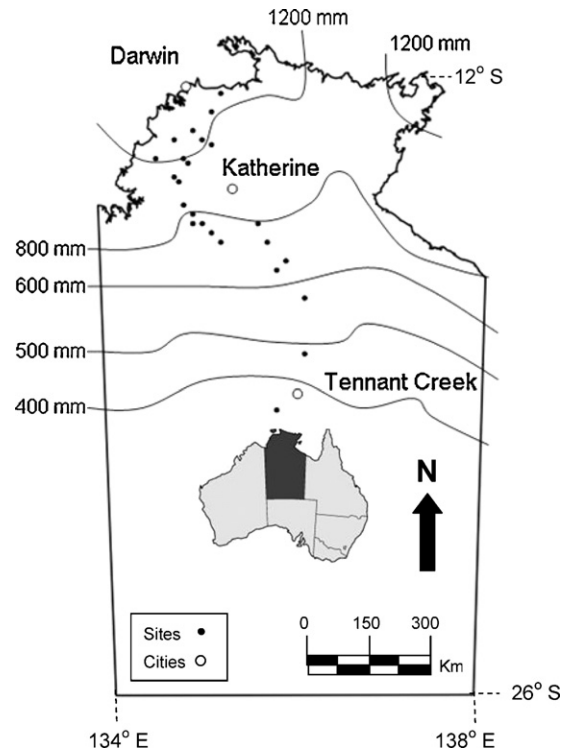 1200 mm
1200 mm
Darwin
12° S
Katherine
800 mm
600 mm
500 mm
Tennant Creek
400 mm
N
0 150 300
Km
Sites
Cities
26° S
134° E
138° E